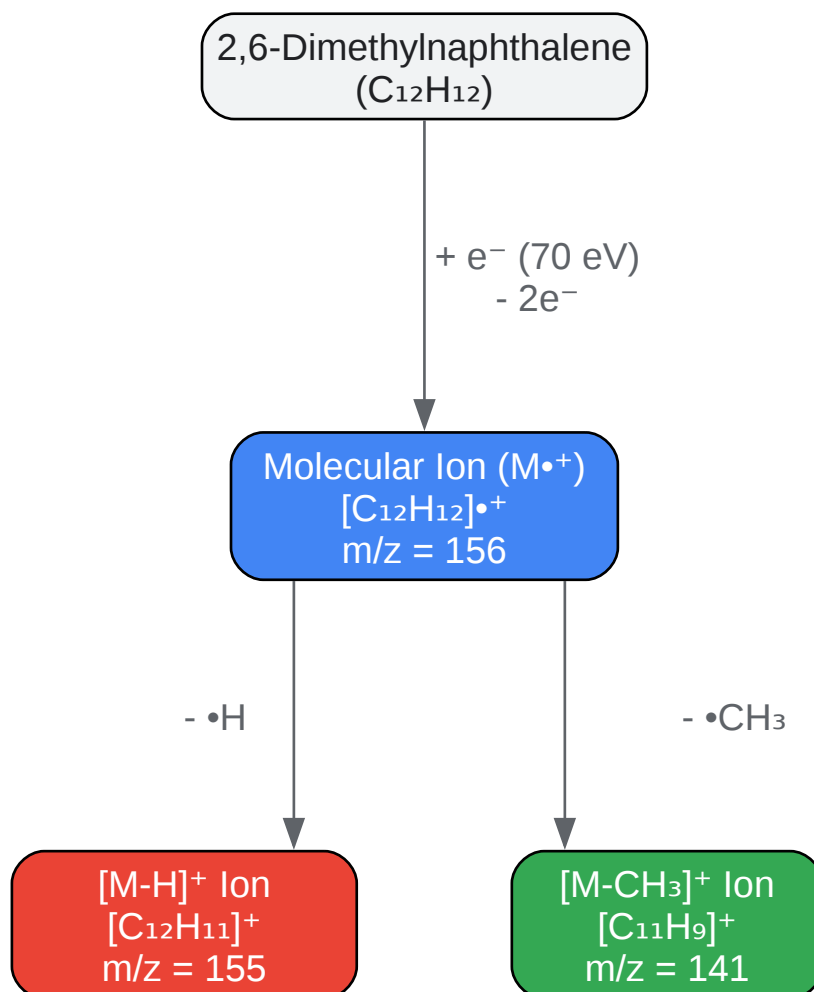 2,6-Dimethylnaphthalene
(C₁₂H₁₂)
+ e⁻ (70 eV)
- 2e⁻
Molecular Ion (M•⁺)
[C₁₂H₁₂]•⁺
m/z = 156
- •H
- •CH₃
[M-H]⁺ Ion
[C₁₂H₁₁]⁺
m/z = 155
[M-CH₃]⁺ Ion
[C₁₁H₉]⁺
m/z = 141